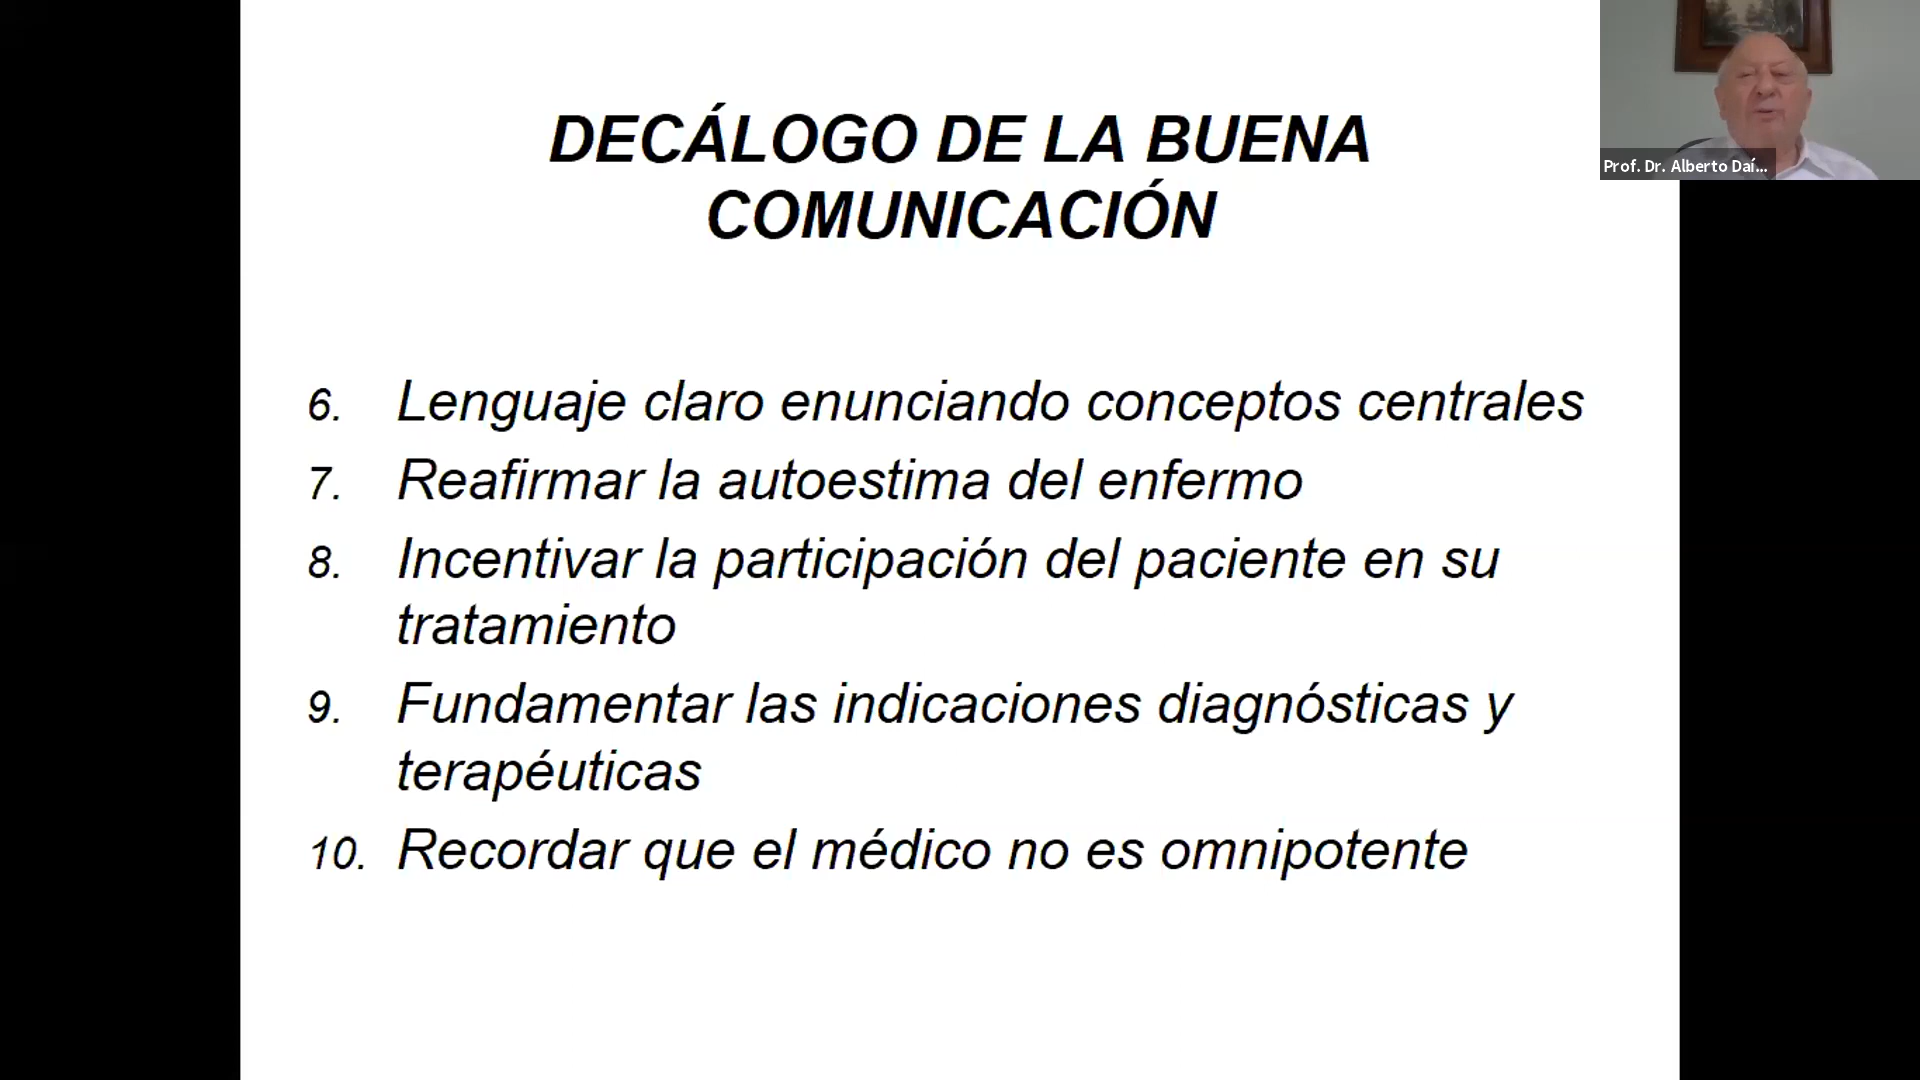 DECÁLOGO DE LA BUENA
COMUNICACIÓN
Prof. Dr. Alberto Daí...
6. Lenguaje claro enunciando conceptos centrales
7. Reafirmar la autoestima del enfermo
8. Incentivar la participación del paciente en su
tratamiento
9. Fundamentar las indicaciones diagnósticas y
terapéuticas
10. Recordar que el médico no es omnipotente